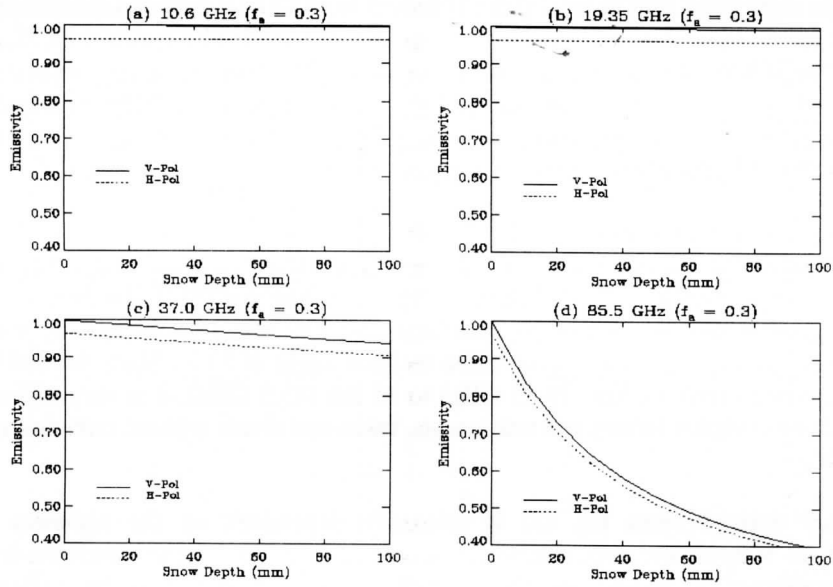 (a) 10.6 GHz (fₐ = 0.3)
1.00
0.90
0.80
0.70
0.60
0.50
0.40
Emissivity
V-Pol
H-Pol
0 20 40 60 80 100
Snow Depth (mm)
(b) 19.35 GHz (fₐ = 0.3)
1.00
0.90
0.80
0.70
0.60
0.50
0.40
Emissivity
V-Pol
H-Pol
0 20 40 60 80 100
Snow Depth (mm)
(c) 37.0 GHz (fₐ = 0.3)
1.00
0.90
0.80
0.70
0.60
0.50
0.40
Emissivity
V-Pol
H-Pol
0 20 40 60 80 100
Snow Depth (mm)
(d) 85.5 GHz (fₐ = 0.3)
1.00
0.90
0.80
0.70
0.60
0.50
0.40
Emissivity
V-Pol
H-Pol
0 20 40 60 80 100
Snow Depth (mm)